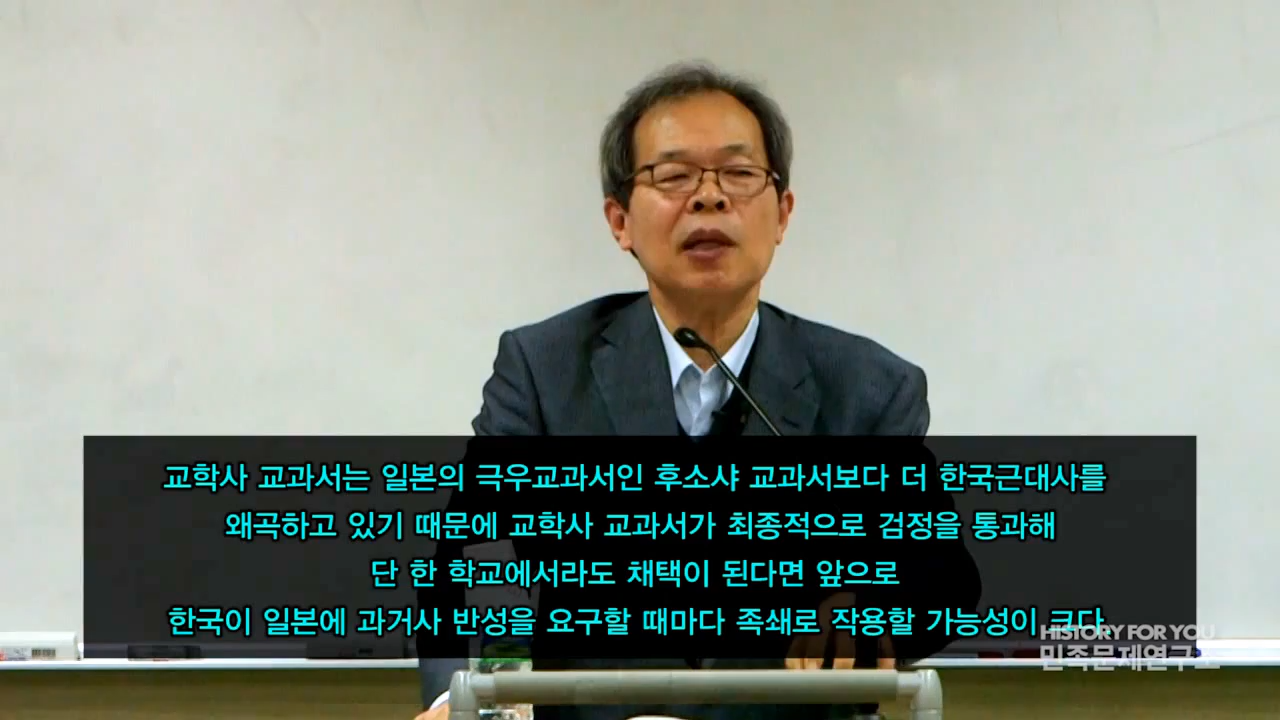 교학사 교과서는 일본의 극우교과서인 후소샤 교과서보다 더 한국근대사를
왜곡하고 있기 때문에 교학사 교과서가 최종적으로 검정을 통과해
단 한 학교에서라도 채택이 된다면 앞으로
한국이 일본에 과거사 반성을 요구할 때마다 족쇄로 작용할 가능성이 크다
HISTORY FOR YOU
민족문제연구소